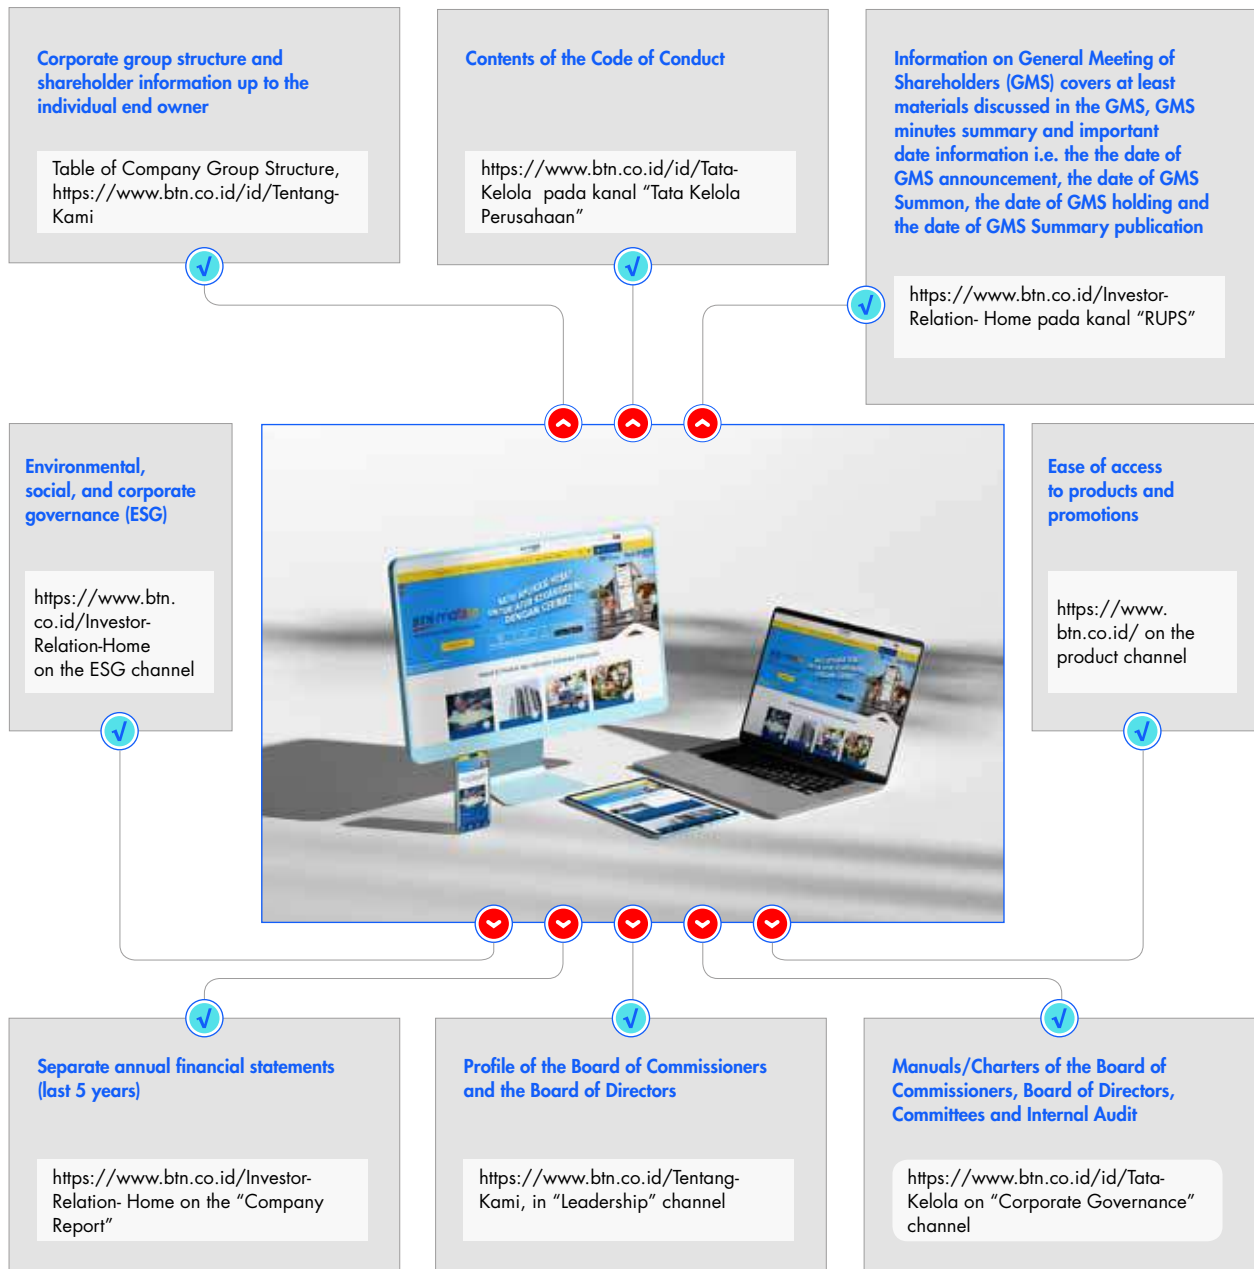 Corporate group structure and
shareholder information up to the
individual end owner
Table of Company Group Structure,
https://www.btn.co.id/id/Tentang-
Kami
√
Contents of the Code of Conduct
https://www.btn.co.id/id/Tata-
Kelola pada kanal “Tata Kelola
Perusahaan”
√
Information on General Meeting of
Shareholders (GMS) covers at least
materials discussed in the GMS, GMS
minutes summary and important
date information i.e. the the date of
GMS announcement, the date of GMS
Summon, the date of GMS holding and
the date of GMS Summary publication
https://www.btn.co.id/Investor-
Relation- Home pada kanal “RUPS”
√
Environmental,
social, and corporate
governance (ESG)
https://www.btn.
co.id/Investor-
Relation-Home
on the ESG channel
√
SATU APLIKASI HEBAT
UNTUK ATUR KEUANGANMU
DENGAN CERMAT
Ease of access
to products and
promotions
https://www.
btn.co.id/ on the
product channel
√
√
Separate annual financial statements
(last 5 years)
https://www.btn.co.id/Investor-
Relation- Home on the “Company
Report”
√
Profile of the Board of Commissioners
and the Board of Directors
https://www.btn.co.id/Tentang-
Kami, in “Leadership” channel
√
Manuals/Charters of the Board of
Commissioners, Board of Directors,
Committees and Internal Audit
https://www.btn.co.id/id/Tata-
Kelola on “Corporate Governance”
channel